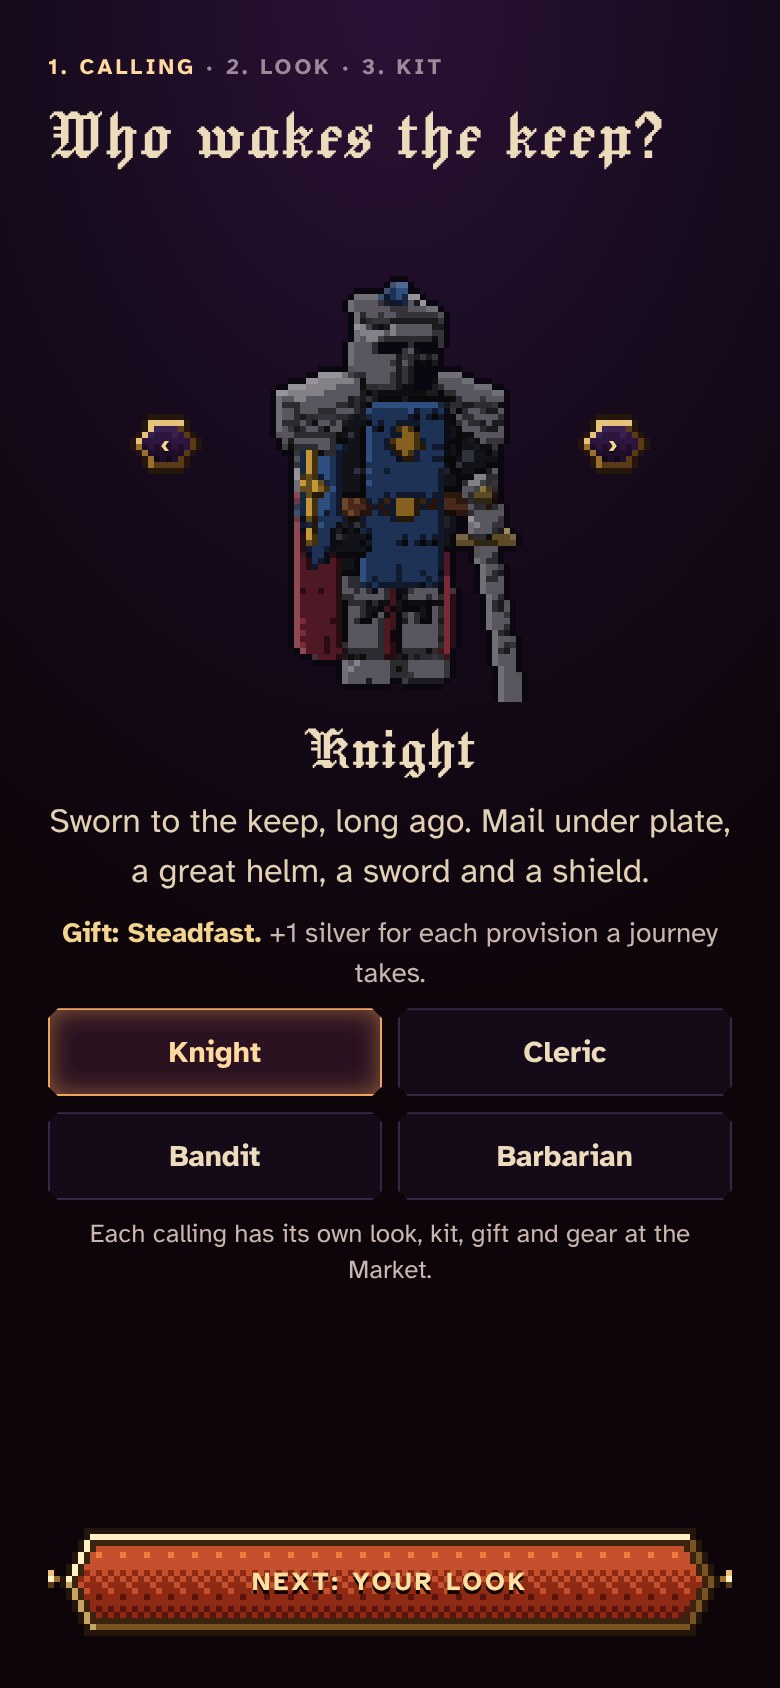 1. CALLING · 2. LOOK · 3. KIT
Who wakes the keep?
‹ ›
Knight
Sworn to the keep, long ago. Mail under plate,
a great helm, a sword and a shield.
Gift: Steadfast. +1 silver for each provision a journey
takes.
Knight Cleric
Bandit Barbarian
Each calling has its own look, kit, gift and gear at the
Market.
NEXT: YOUR LOOK